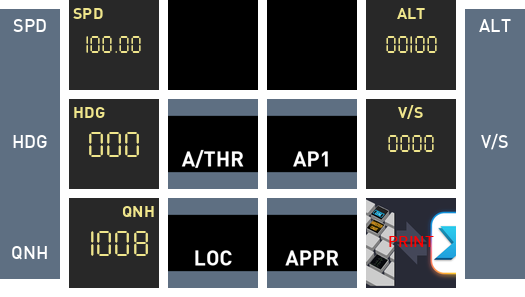 SPD
SPD
100.00
ALT
00100
ALT
HDG
HDG
000
A/THR
AP1
V/S
0000
V/S
QNH
QNH
1008
LOC
APPR
PRINT